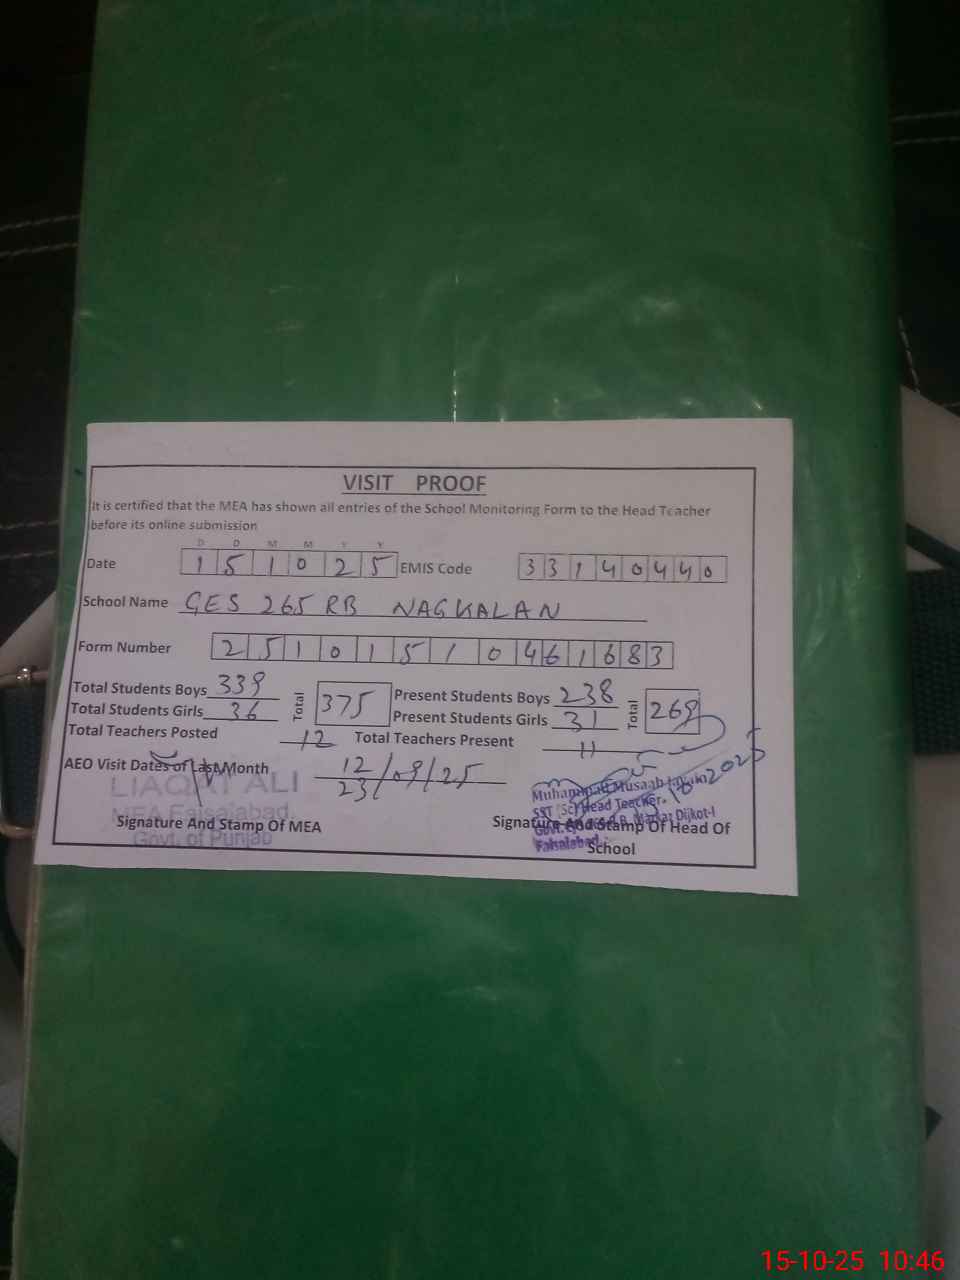 VISIT PROOF
It is certified that the MEA has shown all entries of the School Monitoring Form to the Head Teacher
before its online submission
D D M M Y Y
Date 1 5 1 0 2 5 EMIS Code 3 3 1 4 0 4 4 0
School Name GES 265 RB NAGKALAN
Form Number 2 5 1 0 1 5 1 0 4 6 1 6 8 3
Total Students Boys 339 Total 375 Present Students Boys 238 Total 269
Total Students Girls 36 Present Students Girls 31
Total Teachers Posted 12 Total Teachers Present 11
AEO Visit Dates of Last Month 12/09/25
23/
LIAQAT ALI
MEA Faisalabad
Govt. of Punjab
Signature And Stamp Of MEA
Muhammad Musaab 2025
SST (Sc) Head Teacher
Markaz Dijkot-I
Faisalabad
Signature And Stamp Of Head Of
School
15-10-25 10:46